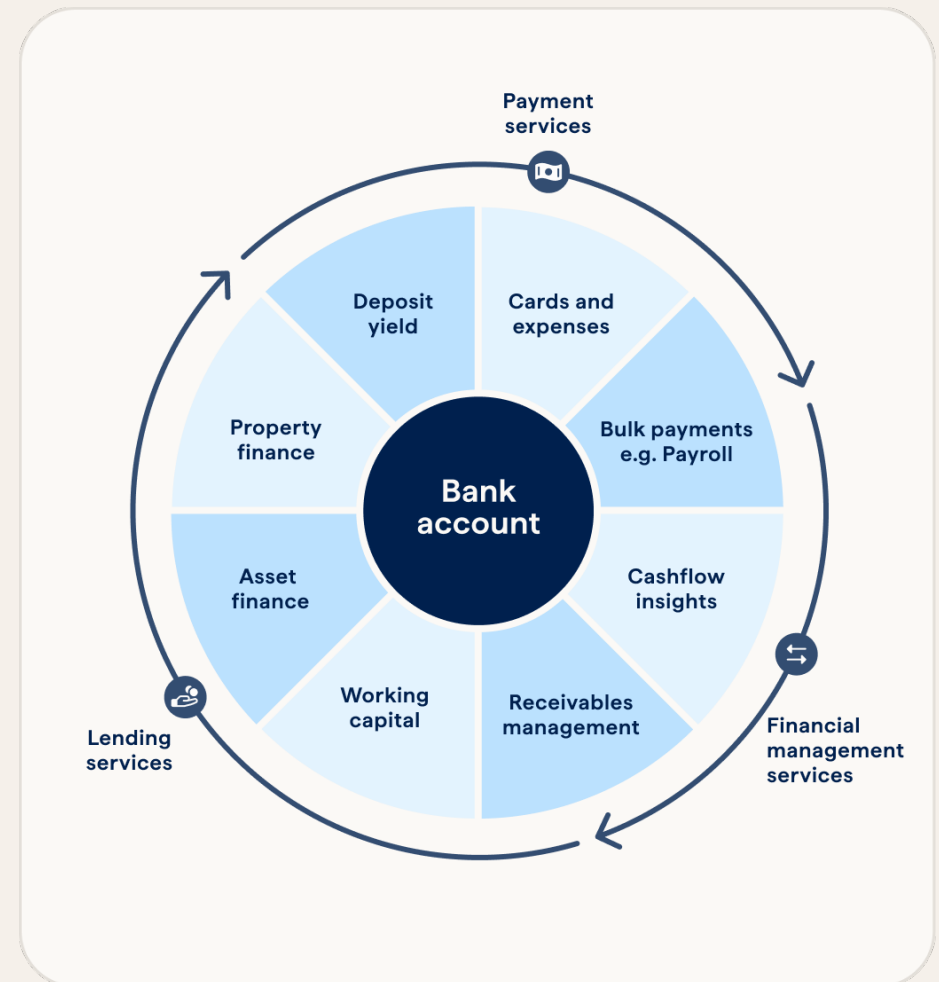 Payment
services
Deposit
yield
Cards and
expenses
Property
finance
Bulk payments
e.g. Payroll
Bank
account
Asset
finance
Cashflow
insights
Working
capital
Receivables
management
Lending
services
Financial
management
services